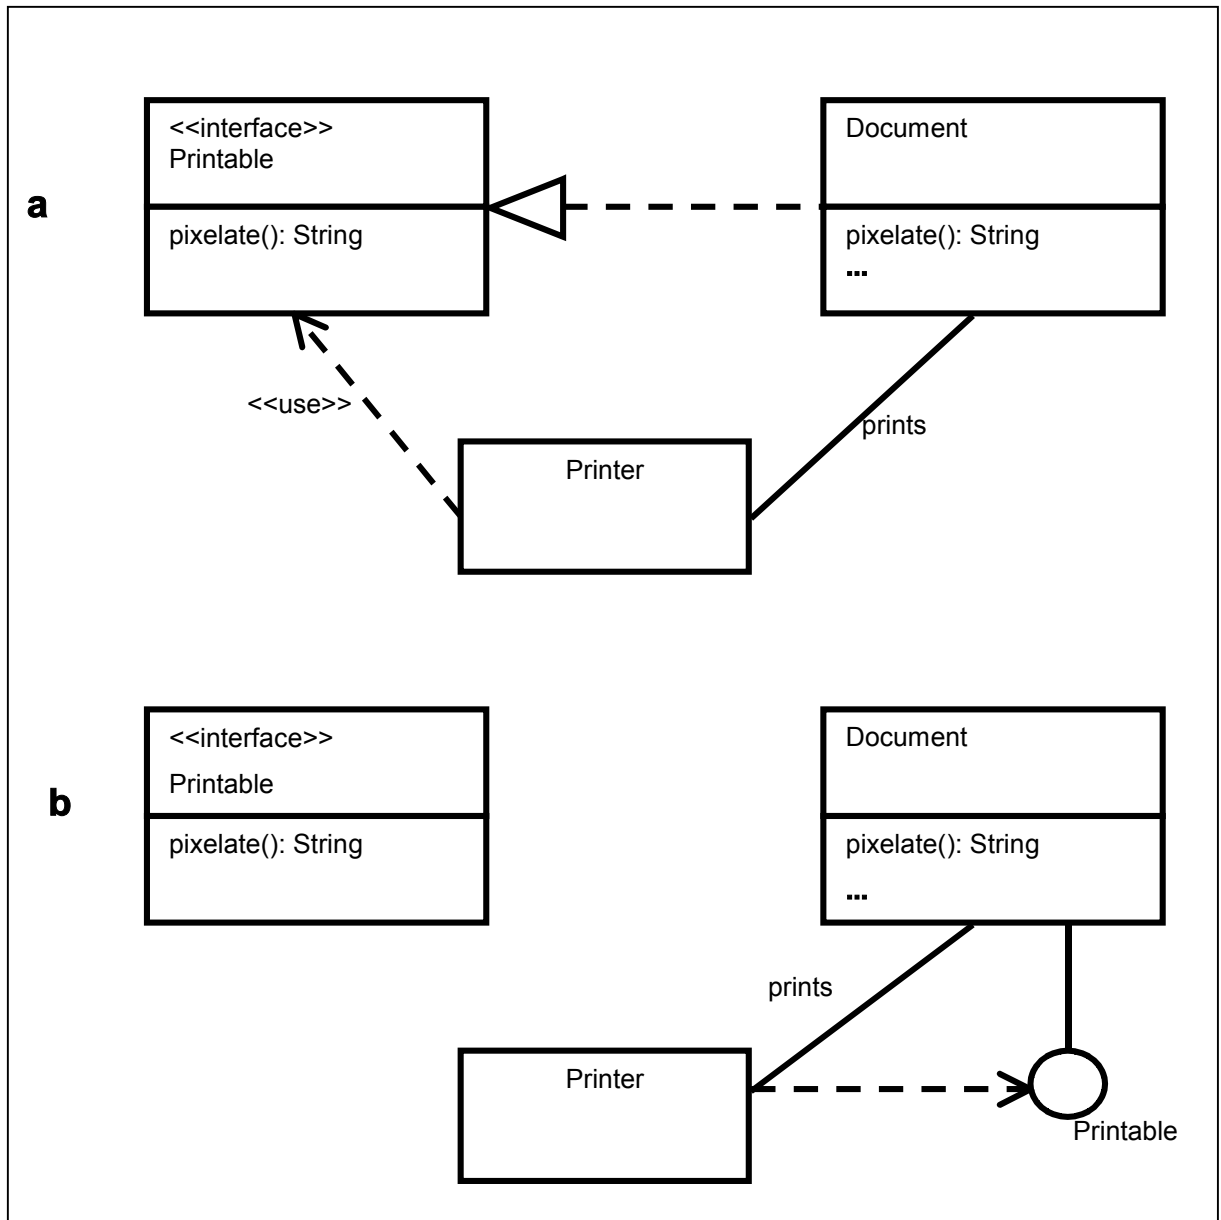 <<interface>>
Printable
Document
a
pixelate(): String
pixelate(): String
...
<<use>>
prints
Printer
<<interface>>
Printable
Document
b
pixelate(): String
pixelate(): String
...
prints
Printer
Printable